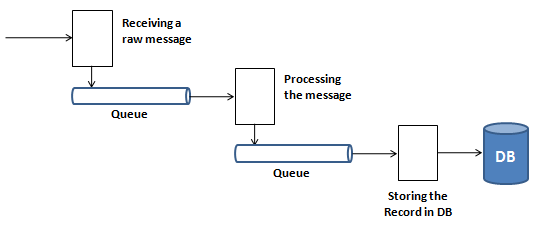 Receiving a
raw message
Queue
Processing
the message
Queue
DB
Storing the
Record in DB